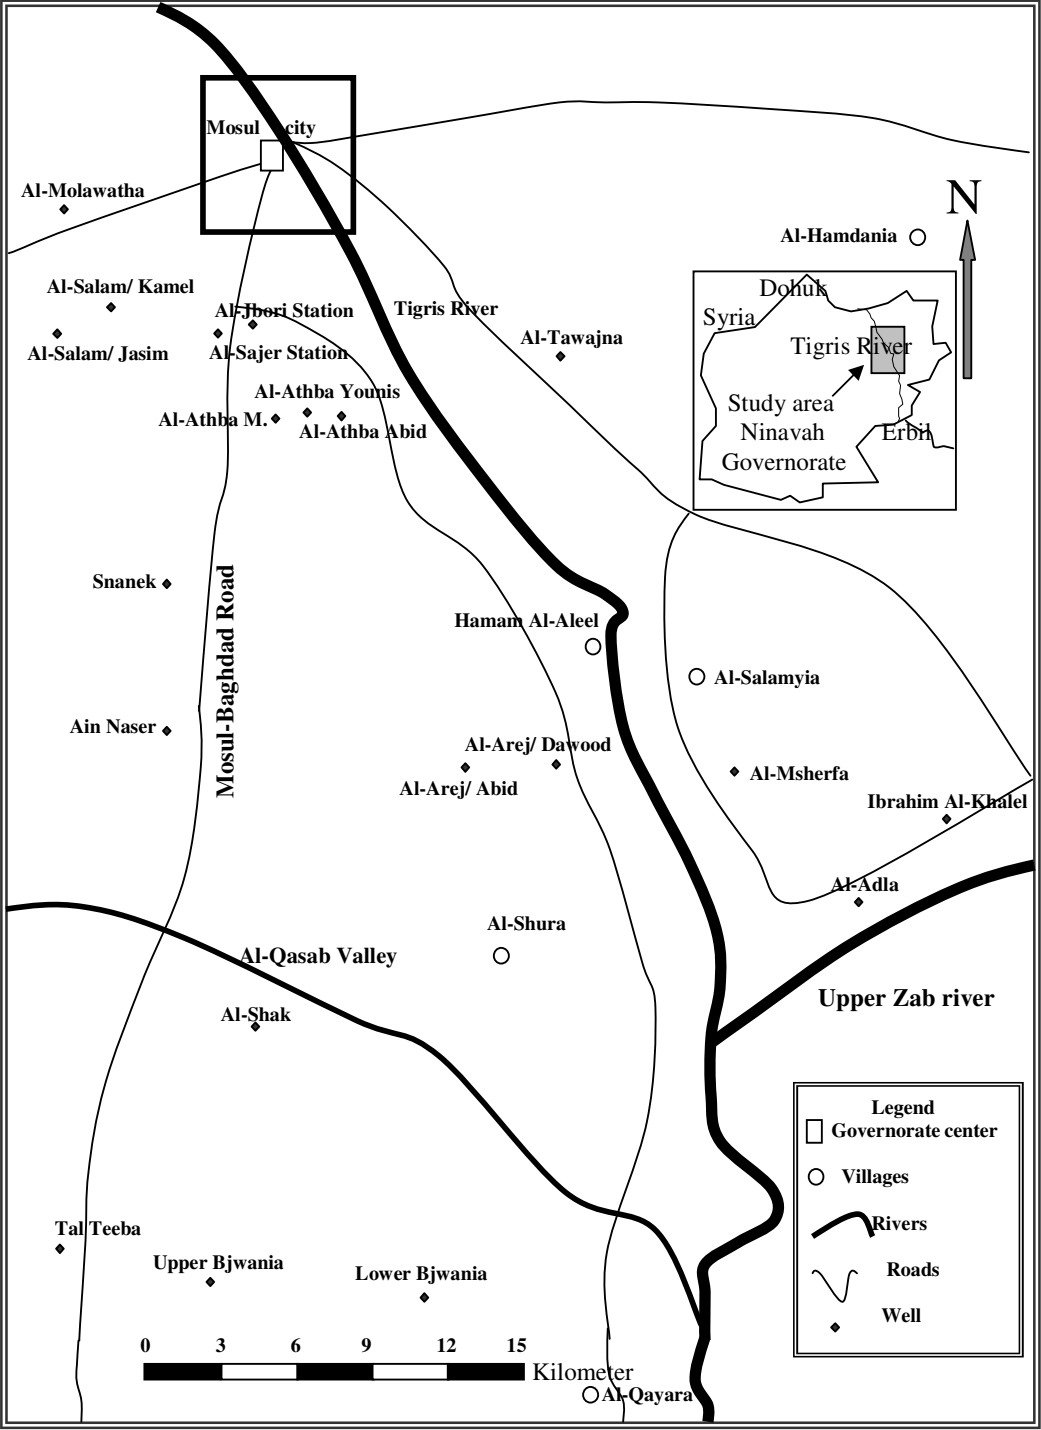 Mosul city
Al-Molawatha
N
Al-Hamdania
Al-Salam/ Kamel
Dohuk
Al-Jbori Station
Tigris River
Syria
Al-Tawajna
Tigris River
Al-Salam/ Jasim
Al-Sajer Station
Al-Athba Younis
Study area
Al-Athba M.
Al-Athba Abid
Ninavah
Erbil
Governorate
Snanek
Mosul-Baghdad Road
Hamam Al-Aleel
Al-Salamyia
Ain Naser
Al-Arej/ Dawood
Al-Msherfa
Al-Arej/ Abid
Ibrahim Al-Khalel
Al-Adla
Al-Shura
Al-Qasab Valley
Upper Zab river
Al-Shak
Legend
Governorate center
Villages
Rivers
Roads
Well
Tal Teeba
Upper Bjwania
Lower Bjwania
0 3 6 9 12 15
Kilometer
Al-Qayara